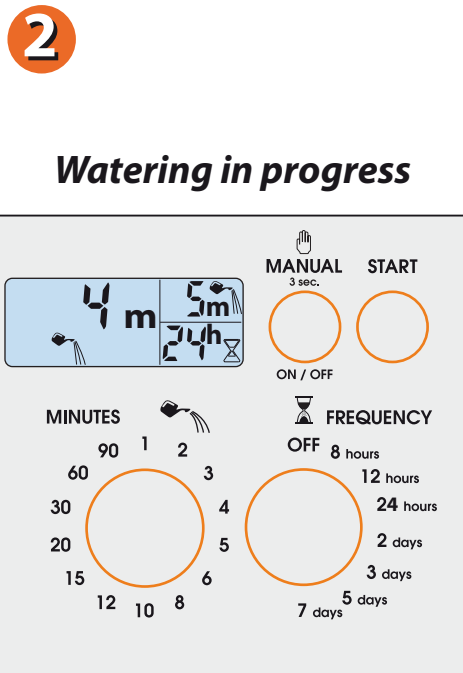 2
Watering in progress
MANUAL START
3 sec.
4 m 5m
24h
ON / OFF
MINUTES FREQUENCY
90 1 2 OFF 8 hours
60 3 12 hours
30 4 24 hours
20 5 2 days
15 6 3 days
12 10 8 7 days 5 days